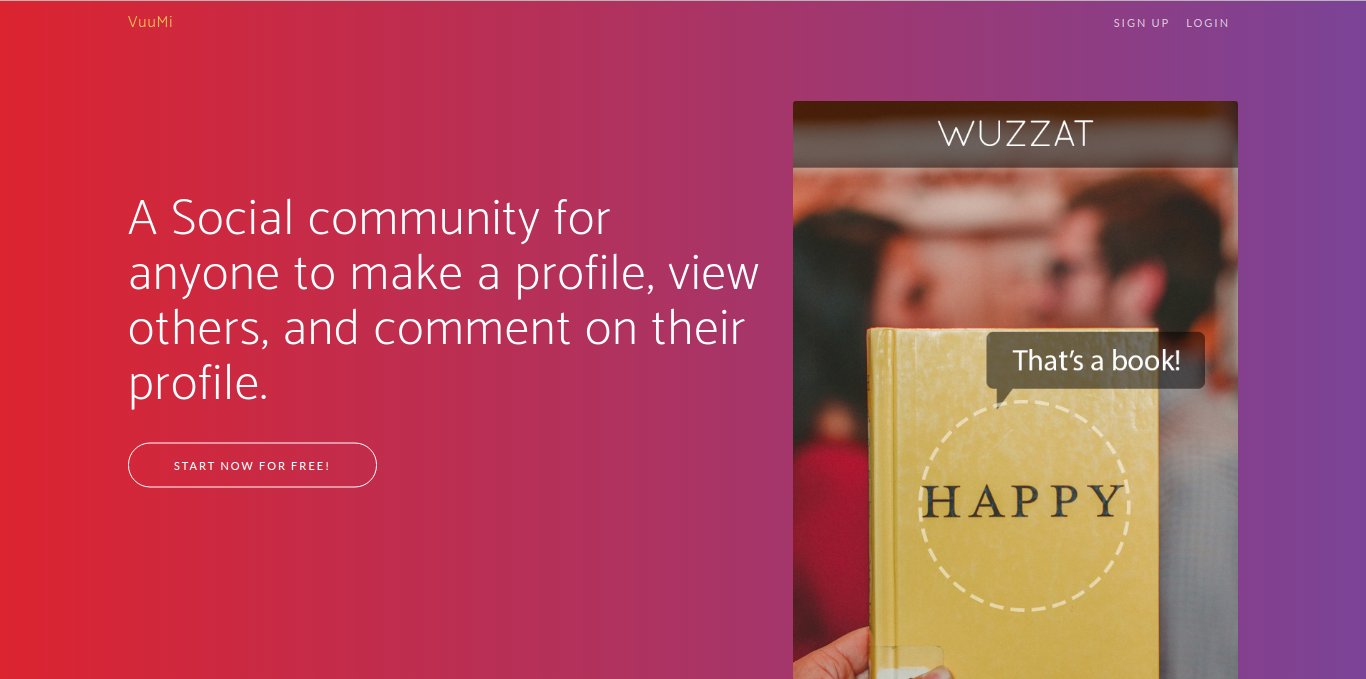 VuuMi
SIGN UP LOGIN
A Social community for
anyone to make a profile, view
others, and comment on their
profile.
START NOW FOR FREE!
WUZZAT
That's a book!
HAPPY